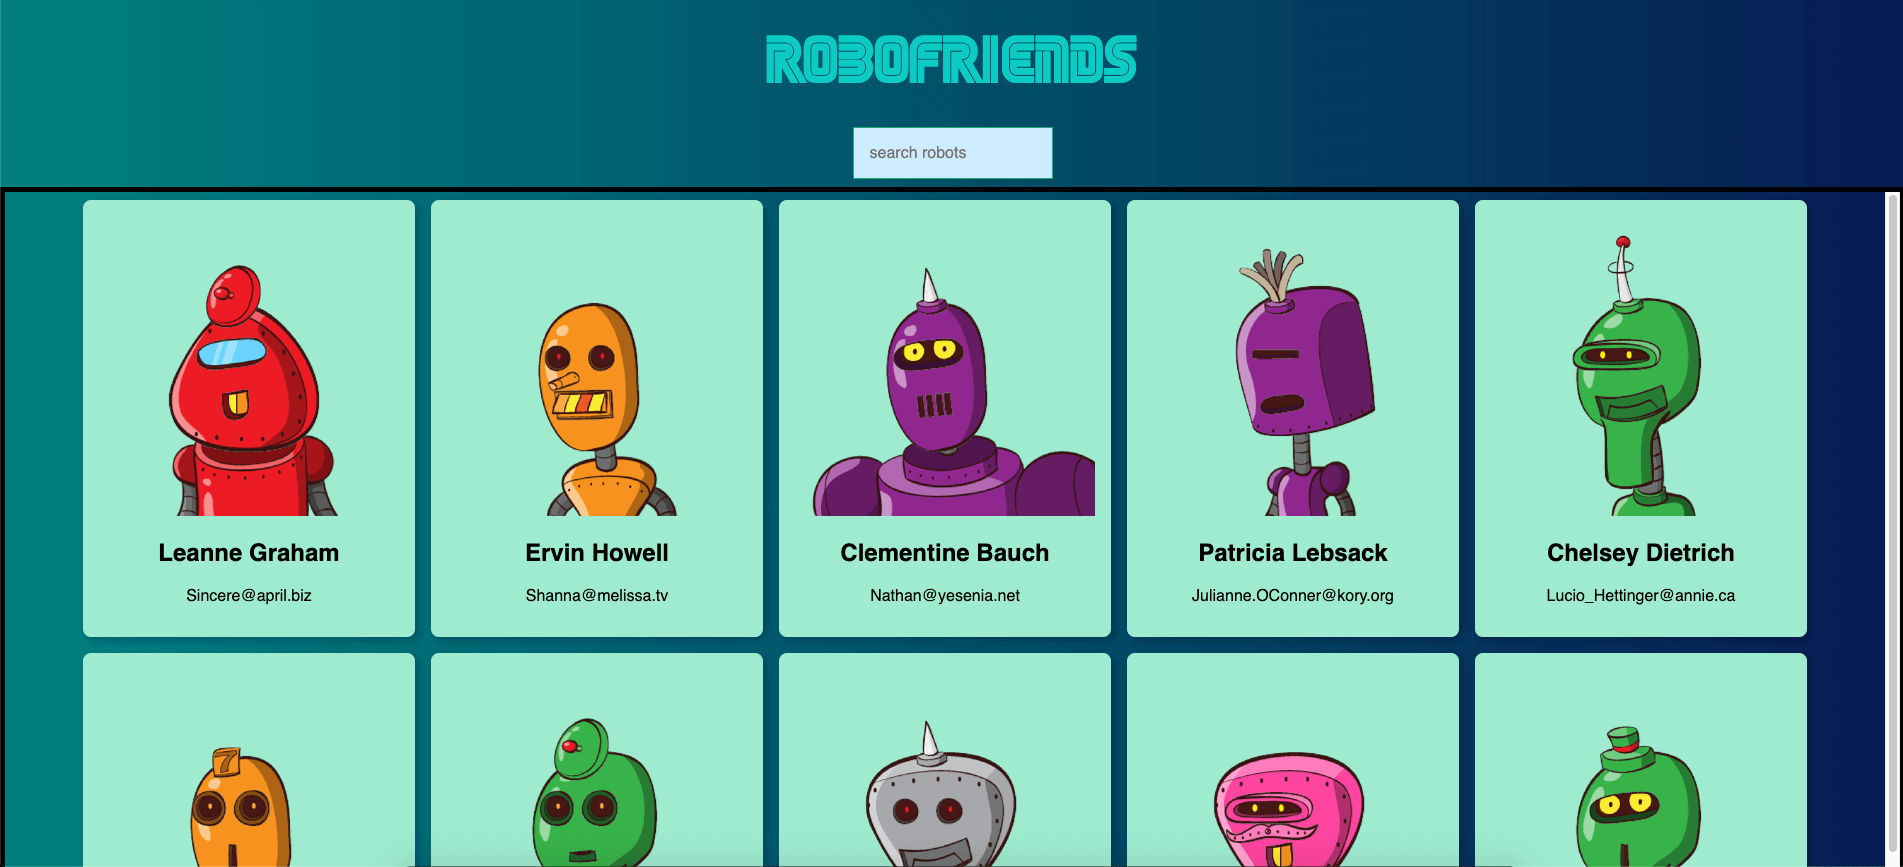 ROBOFRIENDS
search robots
Leanne Graham
Sincere@april.biz
Ervin Howell
Shanna@melissa.tv
Clementine Bauch
Nathan@yesenia.net
Patricia Lebsack
Julianne.OConner@kory.org
Chelsey Dietrich
Lucio_Hettinger@annie.ca
7